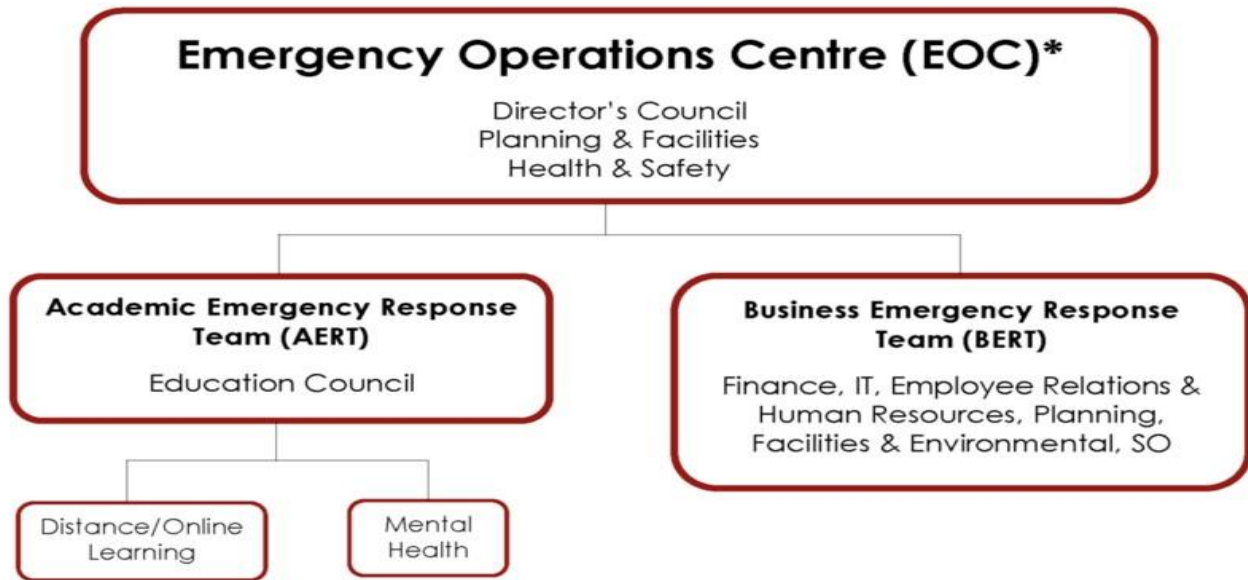 Emergency Operations Centre (EOC)*
Director's Council
Planning & Facilities
Health & Safety
Academic Emergency Response
Team (AERT)
Education Council
Business Emergency Response
Team (BERT)
Finance, IT, Employee Relations &
Human Resources, Planning,
Facilities & Environmental, SO
Distance/Online
Learning
Mental
Health